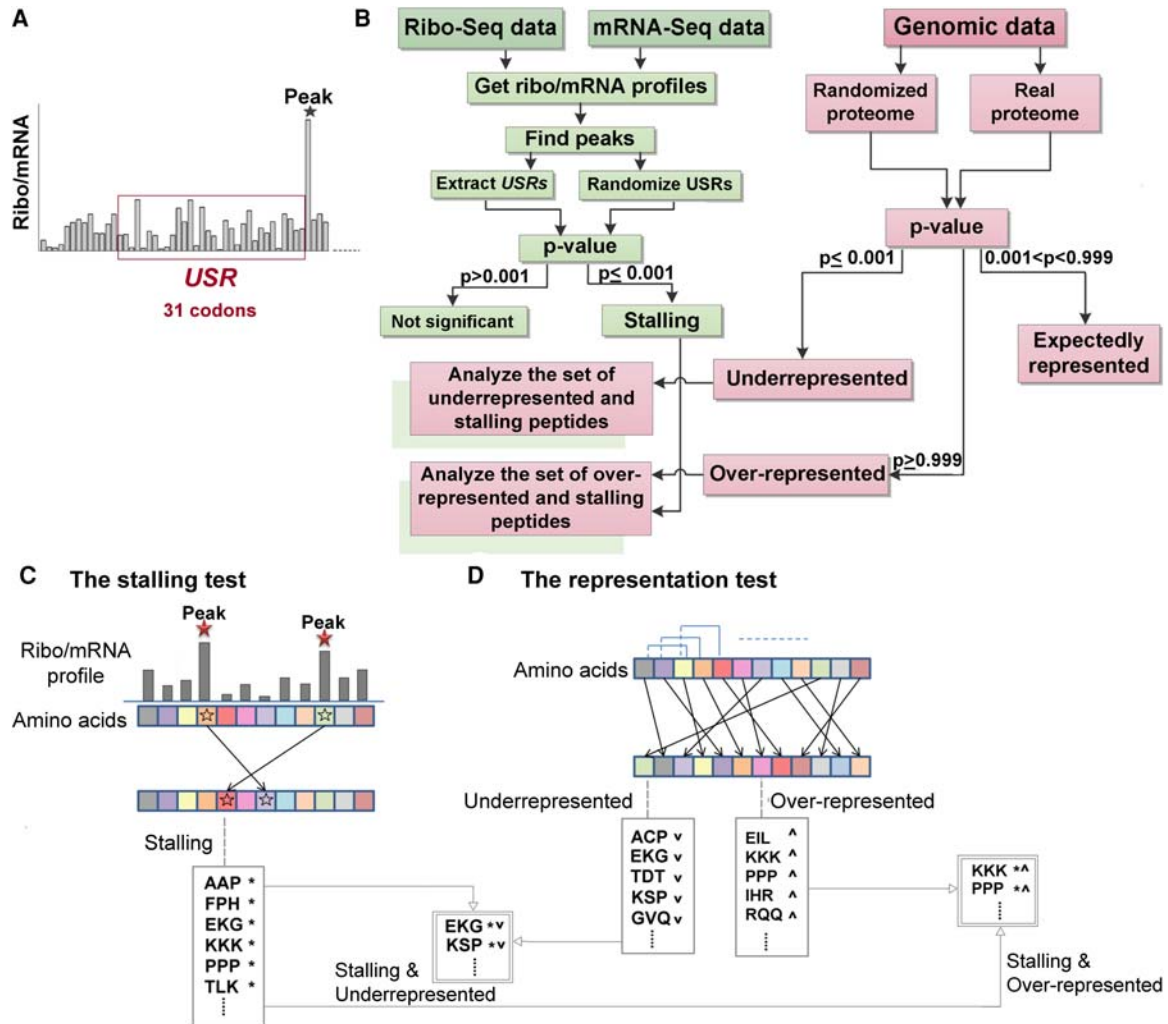 A
Peak
Ribo/mRNA
USR
31 codons
B
Ribo-Seq data
mRNA-Seq data
Genomic data
Get ribo/mRNA profiles
Randomized
proteome
Real
proteome
Find peaks
Extract USRs
Randomize USRs
p-value
p-value
p>0.001
p≤ 0.001
p≤ 0.001
0.001<p<0.999
Not significant
Stalling
Expectedly
represented
Analyze the set of
underrepresented and
stalling peptides
Underrepresented
Analyze the set of over-
represented and stalling
peptides
Over-represented
p≥0.999
C The stalling test
Peak
Peak
Ribo/mRNA
profile
Amino acids
Stalling
AAP *
FPH *
EKG *
KKK *
PPP *
TLK *
EKG *v
KSP *v
Stalling &
Underrepresented
D The representation test
Amino acids
Underrepresented
Over-represented
ACP v
EKG v
TDT v
KSP v
GVQ v
EIL ^
KKK ^
PPP ^
IHR ^
RQQ ^
KKK *^
PPP *^
Stalling &
Over-represented